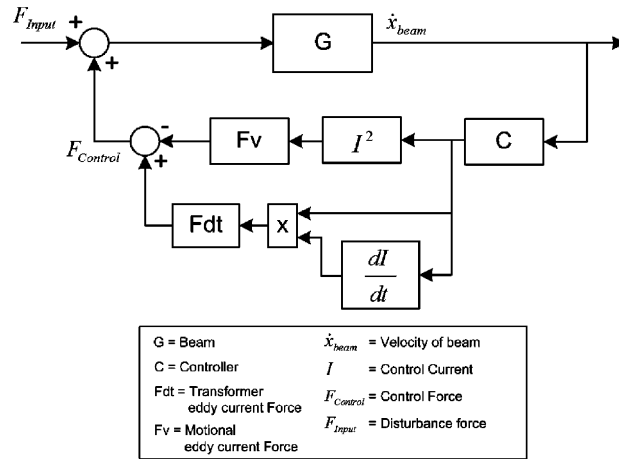 F_Input
+
+
G
ẋ_beam
-
+
F_Control
Fv
I²
C
Fdt
x
dI
dt
G = Beam
C = Controller
Fdt = Transformer
eddy current Force
Fv = Motional
eddy current Force
ẋ_beam = Velocity of beam
I = Control Current
F_Control = Control Force
F_Input = Disturbance force